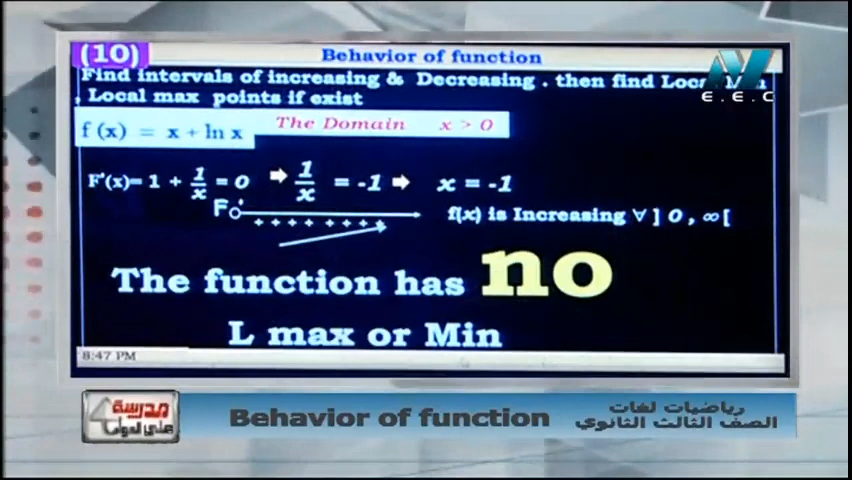 (10)
Behavior of function
Find intervals of increasing & Decreasing . then find Local Min
, Local max points if exist
E.E.C
f (x) = x + ln x
The Domain x > 0
F'(x)= 1 + 1/x = 0 ➡ 1/x = -1 ➡ x = -1
F' 0
+ + + + + + + +
f(x) is Increasing ∀ ] 0 , ∞ [
The function has no
L max or Min
8:47 PM
مدرسة
على الهواء
Behavior of function
رياضيات لغات
الصف الثالث الثانوي